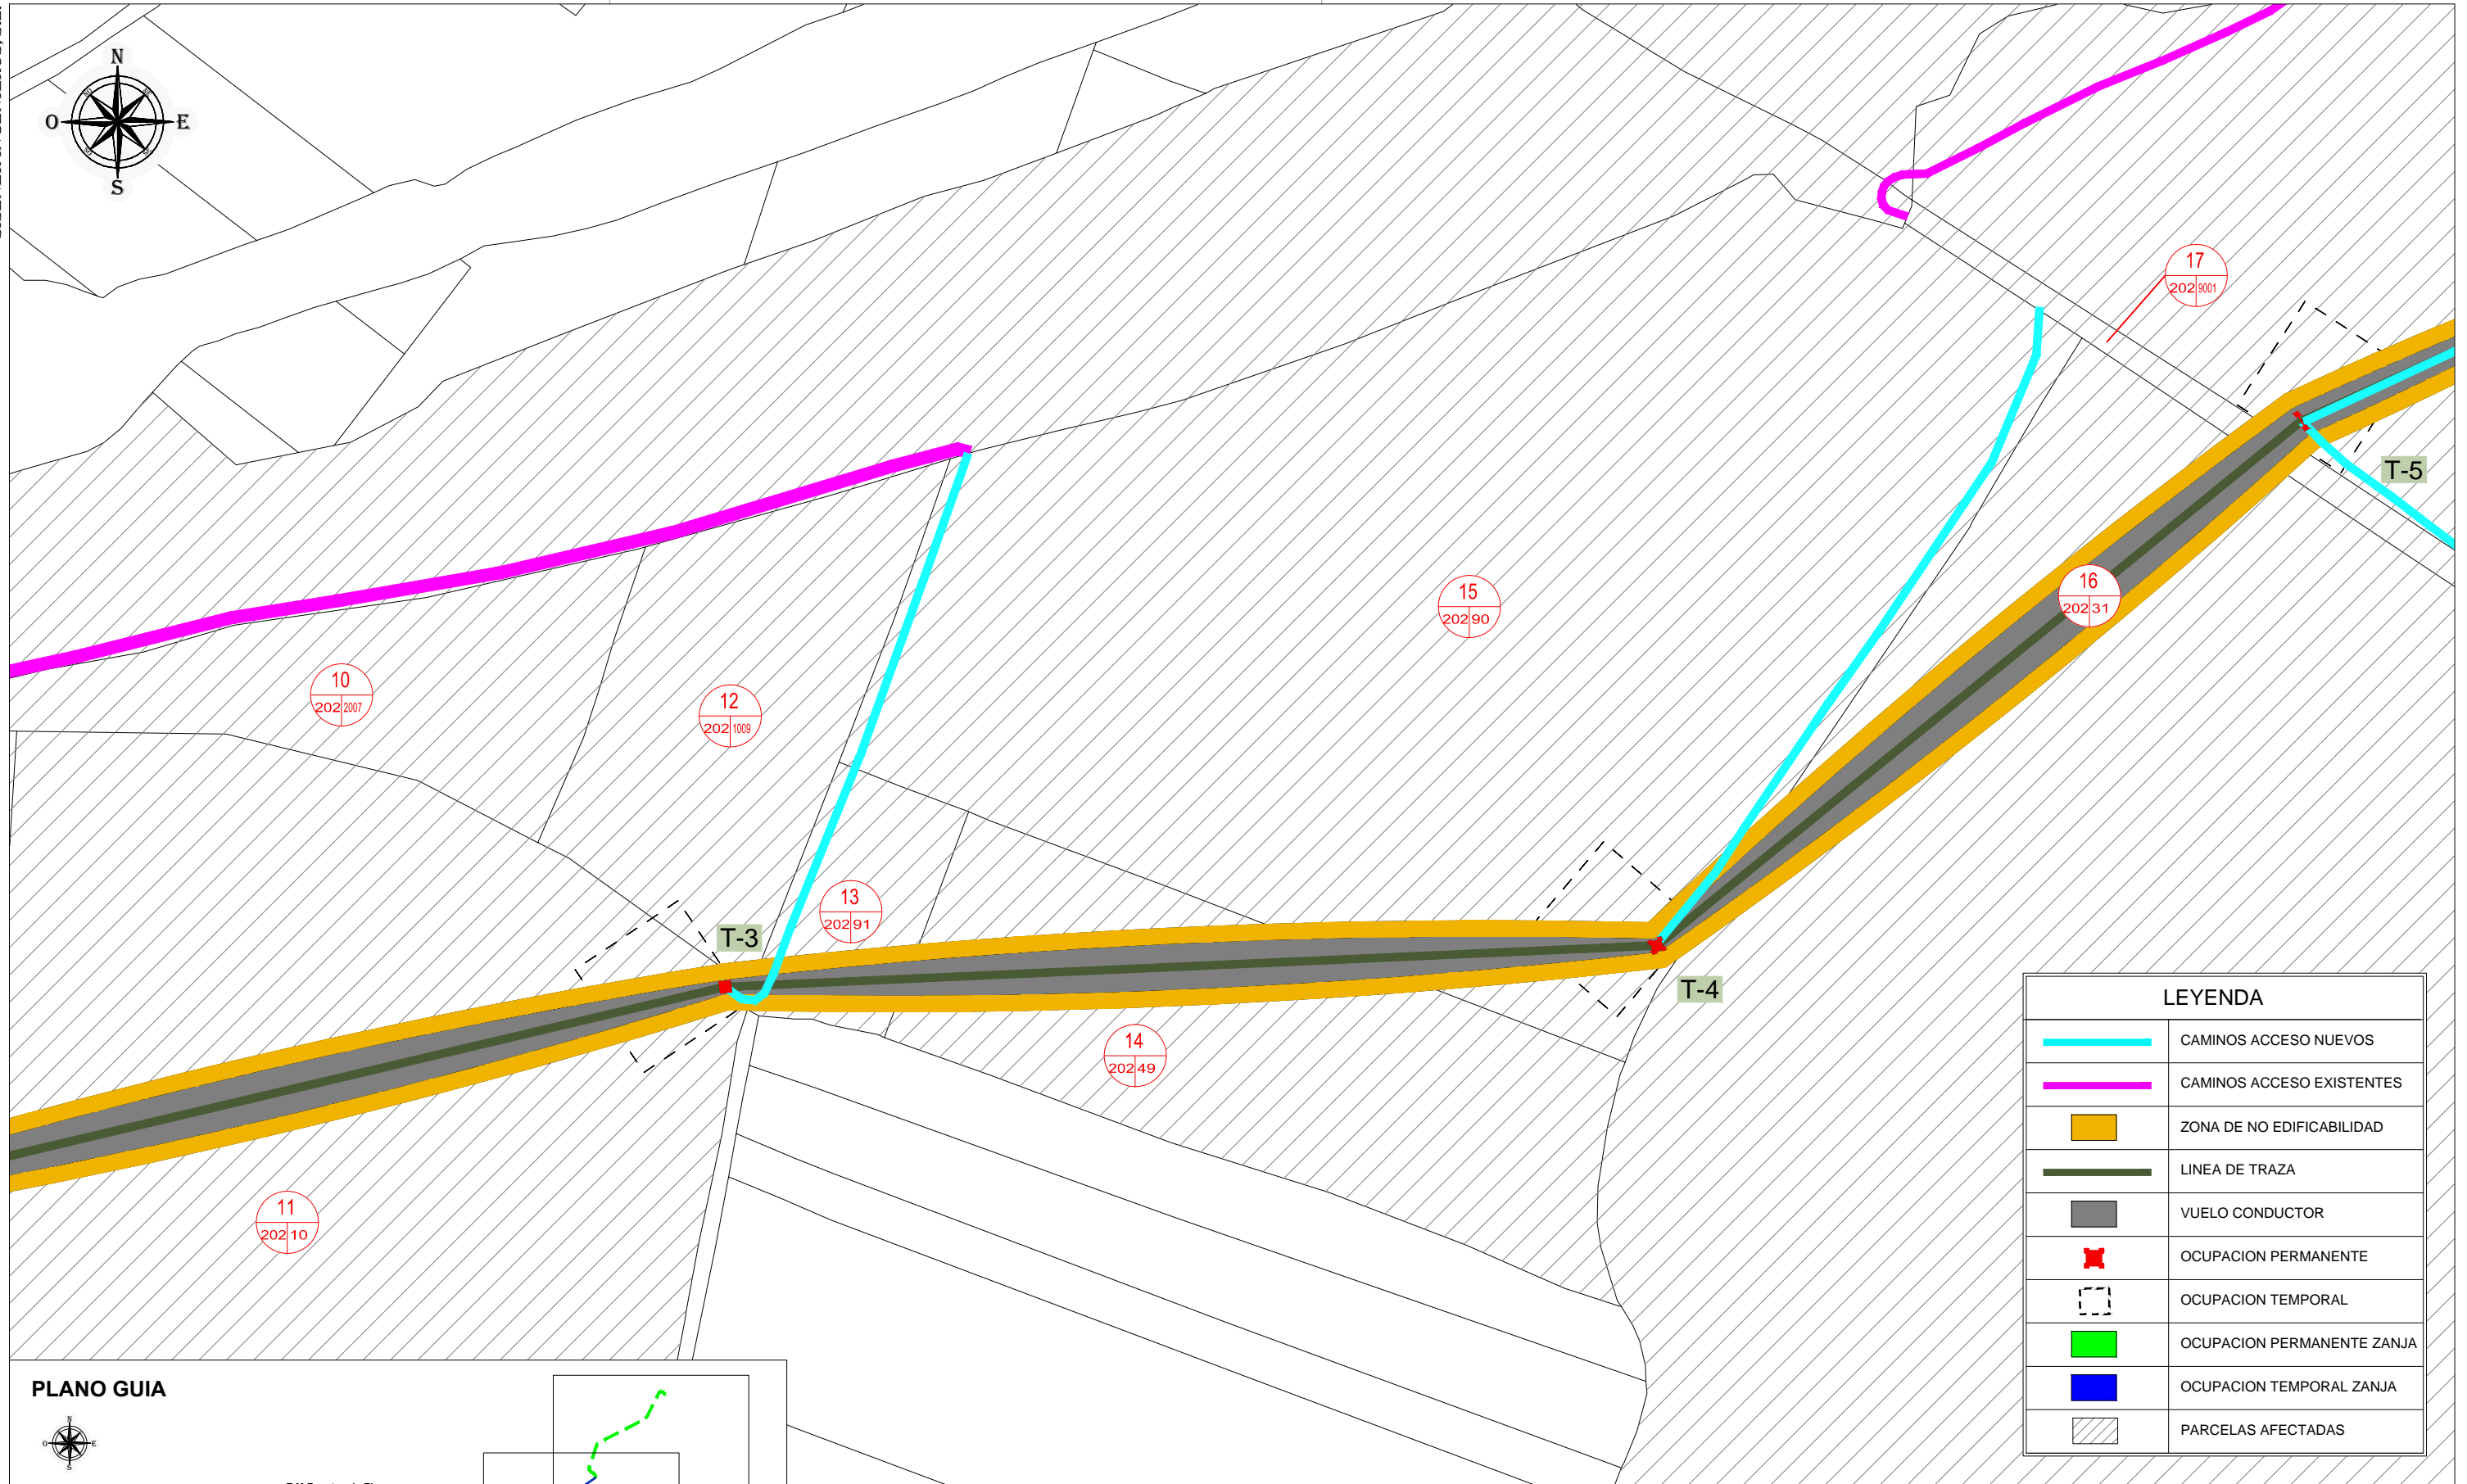 N
O
E
S
17
202 9001
T-5
16
202 31
15
202 90
10
202 2007
12
202 1009
13
202 91
T-3
T-4
14
202 49
11
202 10
LEYENDA
CAMINOS ACCESO NUEVOS
CAMINOS ACCESO EXISTENTES
ZONA DE NO EDIFICABILIDAD
LINEA DE TRAZA
VUELO CONDUCTOR
OCUPACION PERMANENTE
OCUPACION TEMPORAL
OCUPACION PERMANENTE ZANJA
OCUPACION TEMPORAL ZANJA
PARCELAS AFECTADAS
PLANO GUIA
N
O
E
S